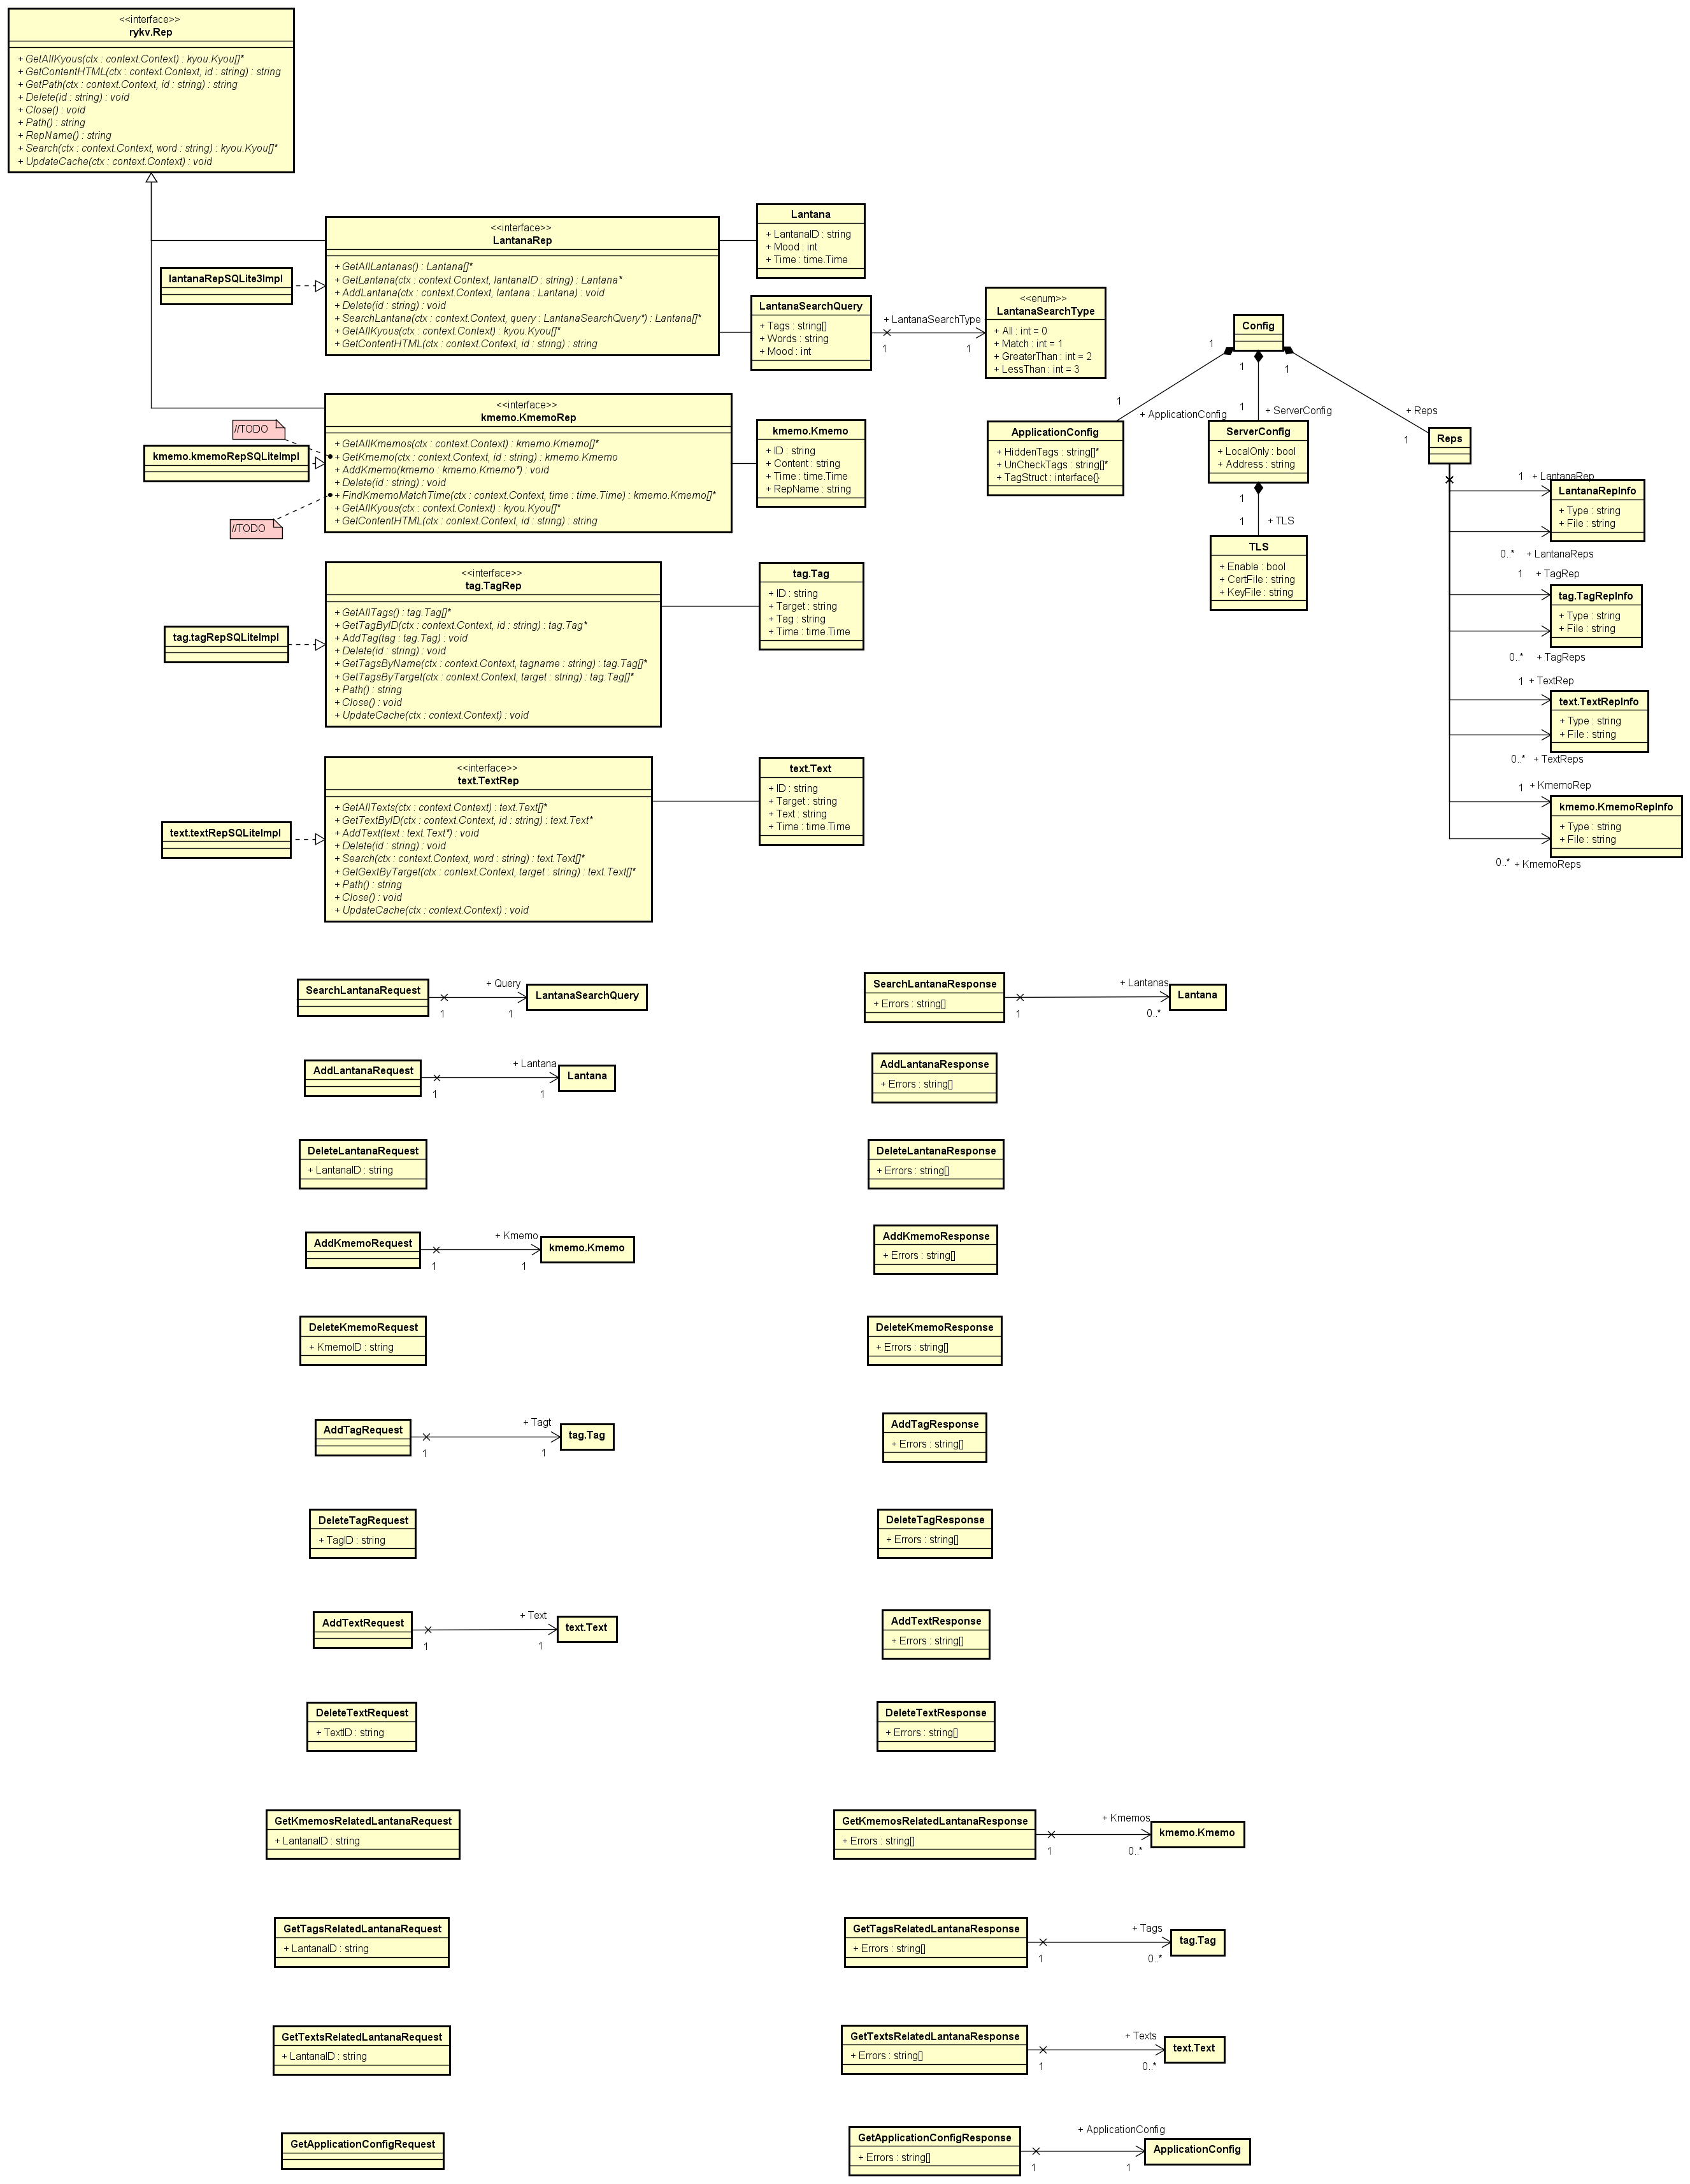 <<interface>>
rykv.Rep
+ GetAllKyous(ctx : context.Context) : kyou.Kyou[]*
+ GetContentHTML(ctx : context.Context, id : string) : string
+ GetPath(ctx : context.Context, id : string) : string
+ Delete(id : string) : void
+ Close() : void
+ Path() : string
+ RepName() : string
+ Search(ctx : context.Context, word : string) : kyou.Kyou[]*
+ UpdateCache(ctx : context.Context) : void
<<interface>>
LantanaRep
+ GetAllLantanas() : Lantana[]*
+ GetLantana(ctx : context.Context, lantanaID : string) : Lantana*
+ AddLantana(ctx : context.Context, lantana : Lantana) : void
+ Delete(id : string) : void
+ SearchLantana(ctx : context.Context, query : LantanaSearchQuery*) : Lantana[]*
+ GetAllKyous(ctx : context.Context) : kyou.Kyou[]*
+ GetContentHTML(ctx : context.Context, id : string) : string
lantanaRepSQLite3Impl
Lantana
+ LantanaID : string
+ Mood : int
+ Time : time.Time
LantanaSearchQuery
+ Tags : string[]
+ Words : string
+ Mood : int
+ LantanaSearchType
1
1
<<enum>>
LantanaSearchType
+ All : int = 0
+ Match : int = 1
+ GreaterThan : int = 2
+ LessThan : int = 3
<<interface>>
kmemo.KmemoRep
+ GetAllKmemos(ctx : context.Context) : kmemo.Kmemo[]*
+ GetKmemo(ctx : context.Context, id : string) : kmemo.Kmemo
+ AddKmemo(kmemo : kmemo.Kmemo*) : void
+ Delete(id : string) : void
+ FindKmemoMatchTime(ctx : context.Context, time : time.Time) : kmemo.Kmemo[]*
+ GetAllKyous(ctx : context.Context) : kyou.Kyou[]*
+ GetContentHTML(ctx : context.Context, id : string) : string
//TODO
kmemo.kmemoRepSQLiteImpl
//TODO
kmemo.Kmemo
+ ID : string
+ Content : string
+ Time : time.Time
+ RepName : string
<<interface>>
tag.TagRep
+ GetAllTags() : tag.Tag[]*
+ GetTagByID(ctx : context.Context, id : string) : tag.Tag*
+ AddTag(tag : tag.Tag) : void
+ Delete(id : string) : void
+ GetTagsByName(ctx : context.Context, tagname : string) : tag.Tag[]*
+ GetTagsByTarget(ctx : context.Context, target : string) : tag.Tag[]*
+ Path() : string
+ Close() : void
+ UpdateCache(ctx : context.Context) : void
tag.tagRepSQLiteImpl
tag.Tag
+ ID : string
+ Target : string
+ Tag : string
+ Time : time.Time
<<interface>>
text.TextRep
+ GetAllTexts(ctx : context.Context) : text.Text[]*
+ GetTextByID(ctx : context.Context, id : string) : text.Text*
+ AddText(text : text.Text*) : void
+ Delete(id : string) : void
+ Search(ctx : context.Context, word : string) : text.Text[]*
+ GetGextByTarget(ctx : context.Context, target : string) : text.Text[]*
+ Path() : string
+ Close() : void
+ UpdateCache(ctx : context.Context) : void
text.textRepSQLiteImpl
text.Text
+ ID : string
+ Target : string
+ Text : string
+ Time : time.Time
Config
1
1
1
1
+ ApplicationConfig
1
+ ServerConfig
+ Reps
1
ApplicationConfig
+ HiddenTags : string[]*
+ UnCheckTags : string[]*
+ TagStruct : interface{}
ServerConfig
+ LocalOnly : bool
+ Address : string
1
1
+ TLS
TLS
+ Enable : bool
+ CertFile : string
+ KeyFile : string
Reps
1
+ LantanaRep
LantanaRepInfo
+ Type : string
+ File : string
0..*
+ LantanaReps
1
+ TagRep
tag.TagRepInfo
+ Type : string
+ File : string
0..*
+ TagReps
1
+ TextRep
text.TextRepInfo
+ Type : string
+ File : string
0..*
+ TextReps
1
+ KmemoRep
kmemo.KmemoRepInfo
+ Type : string
+ File : string
0..*
+ KmemoReps
SearchLantanaRequest
+ Query
1
1
LantanaSearchQuery
SearchLantanaResponse
+ Errors : string[]
+ Lantanas
1
0..*
Lantana
AddLantanaRequest
+ Lantana
1
1
Lantana
AddLantanaResponse
+ Errors : string[]
DeleteLantanaRequest
+ LantanaID : string
DeleteLantanaResponse
+ Errors : string[]
AddKmemoRequest
+ Kmemo
1
1
kmemo.Kmemo
AddKmemoResponse
+ Errors : string[]
DeleteKmemoRequest
+ KmemoID : string
DeleteKmemoResponse
+ Errors : string[]
AddTagRequest
+ Tagt
1
1
tag.Tag
AddTagResponse
+ Errors : string[]
DeleteTagRequest
+ TagID : string
DeleteTagResponse
+ Errors : string[]
AddTextRequest
+ Text
1
1
text.Text
AddTextResponse
+ Errors : string[]
DeleteTextRequest
+ TextID : string
DeleteTextResponse
+ Errors : string[]
GetKmemosRelatedLantanaRequest
+ LantanaID : string
GetKmemosRelatedLantanaResponse
+ Errors : string[]
+ Kmemos
1
0..*
kmemo.Kmemo
GetTagsRelatedLantanaRequest
+ LantanaID : string
GetTagsRelatedLantanaResponse
+ Errors : string[]
+ Tags
1
0..*
tag.Tag
GetTextsRelatedLantanaRequest
+ LantanaID : string
GetTextsRelatedLantanaResponse
+ Errors : string[]
+ Texts
1
0..*
text.Text
GetApplicationConfigRequest
GetApplicationConfigResponse
+ Errors : string[]
+ ApplicationConfig
1
1
ApplicationConfig